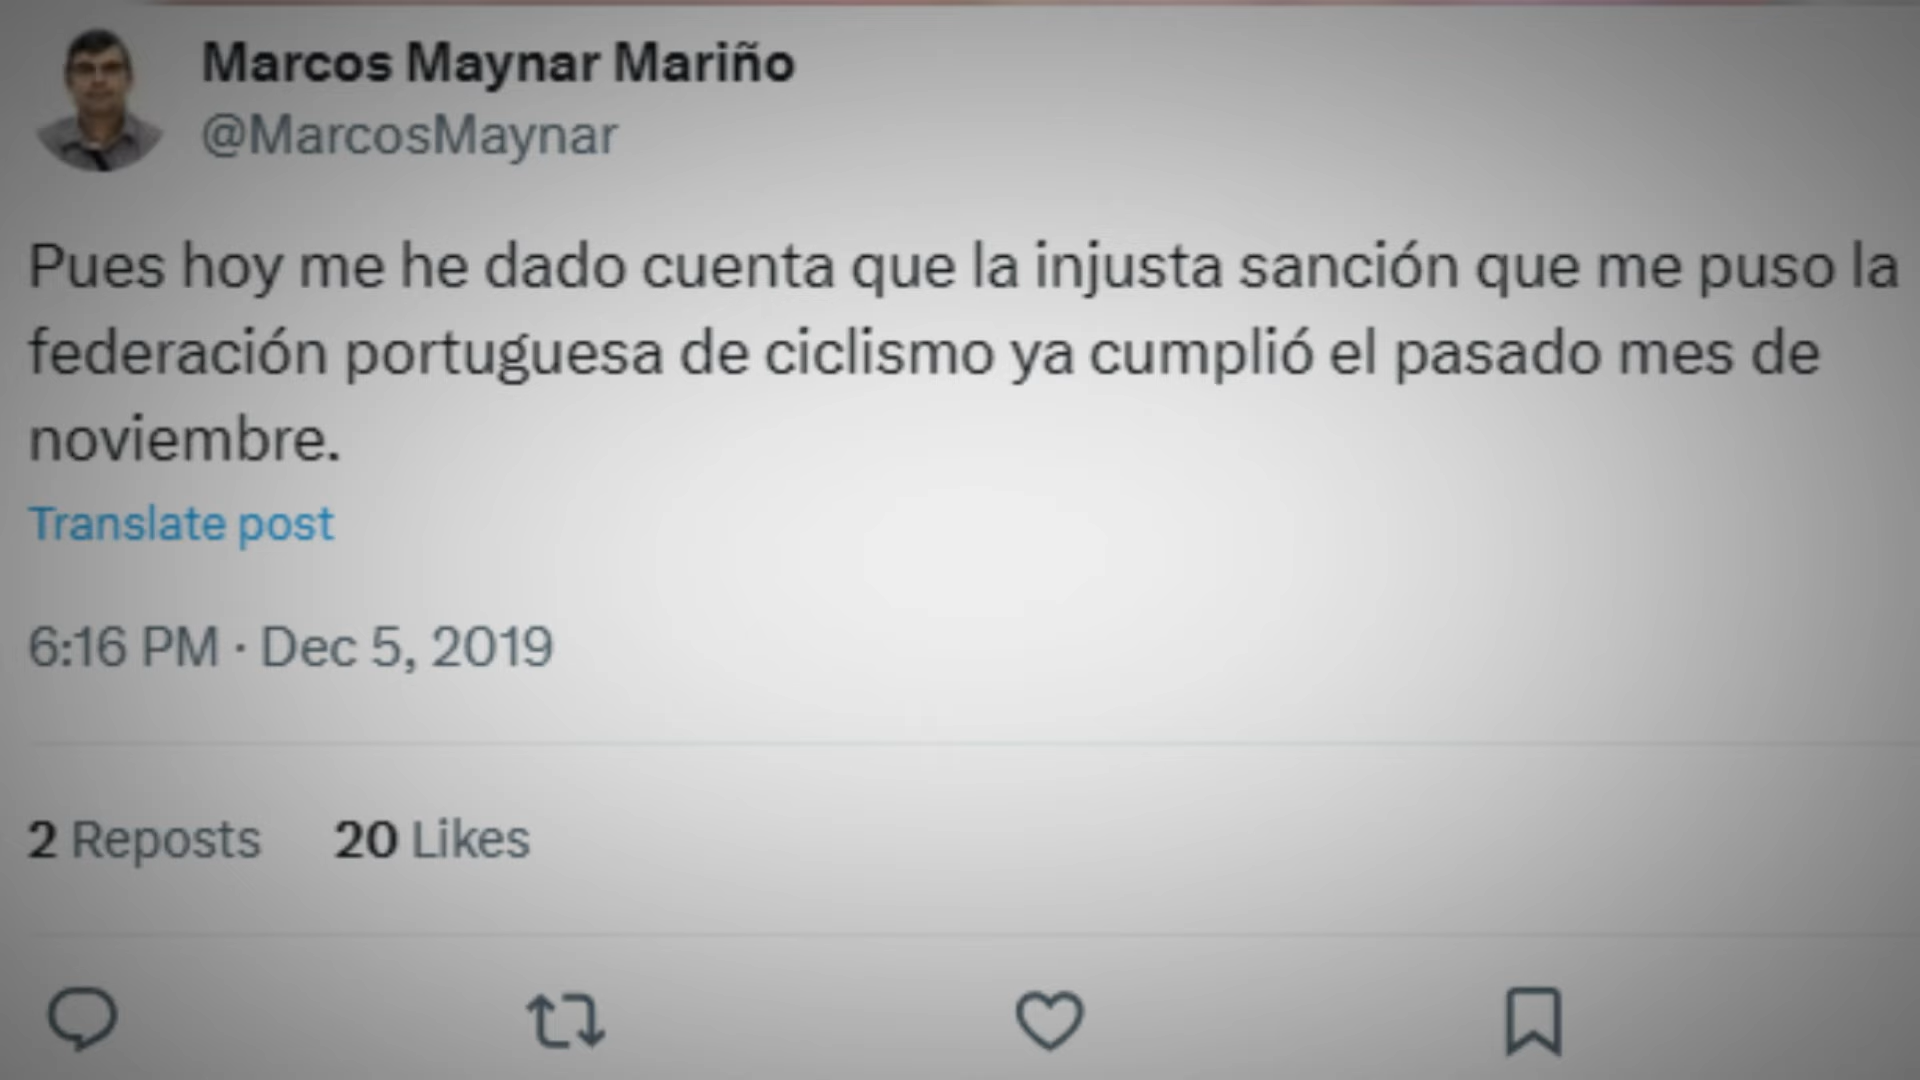 Marcos Maynar Mariño
@MarcosMaynar
Pues hoy me he dado cuenta que la injusta sanción que me puso la
federación portuguesa de ciclismo ya cumplió el pasado mes de
noviembre.
Translate post
6:16 PM · Dec 5, 2019
2 Reposts 20 Likes